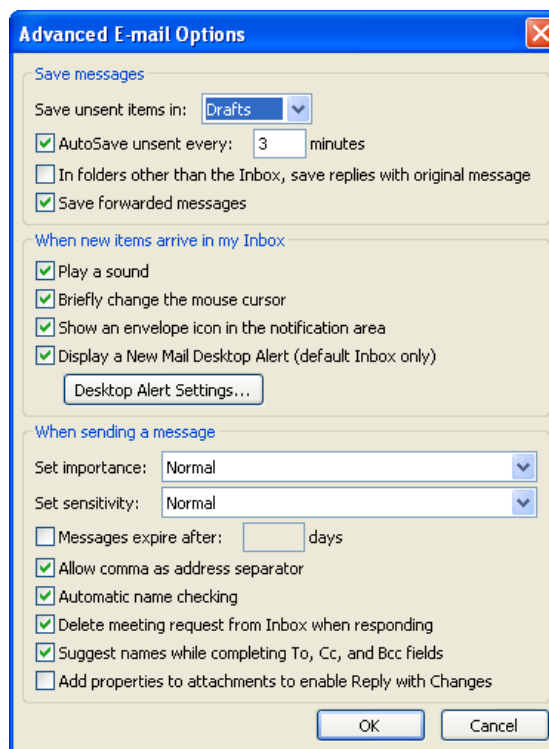 Advanced E-mail Options
Save messages
Save unsent items in: Drafts
AutoSave unsent every: 3 minutes
In folders other than the Inbox, save replies with original message
Save forwarded messages
When new items arrive in my Inbox
Play a sound
Briefly change the mouse cursor
Show an envelope icon in the notification area
Display a New Mail Desktop Alert (default Inbox only)
Desktop Alert Settings...
When sending a message
Set importance: Normal
Set sensitivity: Normal
Messages expire after: days
Allow comma as address separator
Automatic name checking
Delete meeting request from Inbox when responding
Suggest names while completing To, Cc, and Bcc fields
Add properties to attachments to enable Reply with Changes
OK Cancel